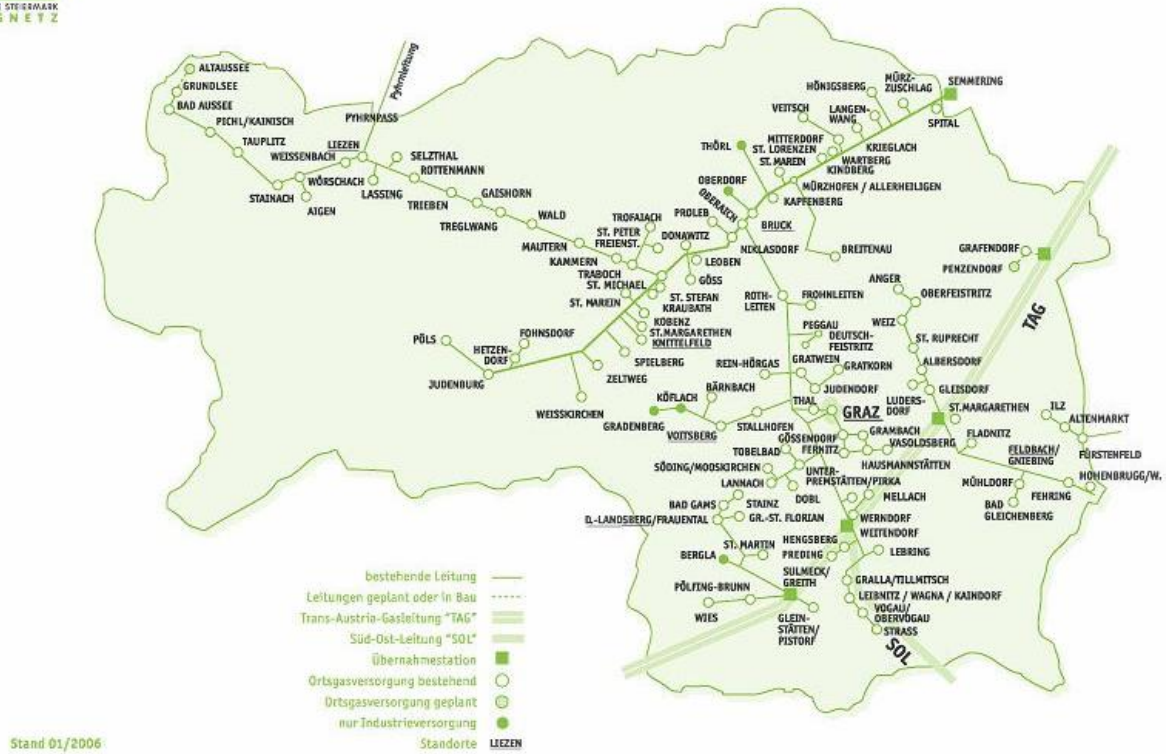 STEIERMARK
GNETZ
Pyhrnleitung
ALTAUSSEE
GRUNDLSEE
BAD AUSSEE
PICHL/KAINISCH
TAUPLITZ
PYHRNPASS
LIEZEN
WEISSENBACH
WÖRSCHACH
STAINACH
AIGEN
LASSING
SELZTHAL
ROTTENMANN
TRIEBEN
GAISHORN
TREGLWANG
WALD
MAUTERN
KAMMERN
TROFAIACH
ST. PETER
FREIENST.
DONAWITZ
PROLEB
TRABOCH
ST. MICHAEL
ST. MAREIN
LEOBEN
GÖSS
ST. STEFAN
KRAUBATH
KOBENZ
ST.MARGARETHEN
KNITTELFELD
SPIELBERG
ZELTWEG
WEISSKIRCHEN
PÖLS
FOHNSDORF
HETZEN-
DORF
JUDENBURG
HÖNIGSBERG
MÜRZ-
ZUSCHLAG
SEMMERING
SPITAL
VEITSCH
LANGEN-
WANG
MITTERDORF
ST. LORENZEN
ST. MAREIN
KRIEGLACH
WARTBERG
KINDBERG
THÖRL
MÜRZHOFEN / ALLERHEILIGEN
KAPFENBERG
OBERDORF
OBERAICH
BRUCK
NIKLASDORF
BREITENAU
GRAFENDORF
PENZENDORF
ANGER
OBERFEISTRITZ
WEIZ
ST. RUPRECHT
ALBERSDORF
GLEISDORF
TAG
ROTH-
LEITEN
FROHNLEITEN
PEGGAU
DEUTSCH-
FEISTRITZ
REIN-HÖRGAS
GRATWEIN
GRATKORN
JUDENDORF
BÄRNBACH
KÖFLACH
GRADENBERG
VOITSBERG
STALLHOFEN
THAL
GRAZ
LUDERS-
DORF
ST.MARGARETHEN
ILZ
ALTENMARKT
FÜRSTENFELD
FLADNITZ
FELDBACH/
GNIEBING
HOHENBRUGG/W.
MÜHLDORF
FEHRING
BAD
GLEICHENBERG
GRAMBACH
GÖSSENDORF
FERNITZ
VASOLDSBERG
HAUSMANNSTÄTTEN
TOBELBAD
SÖDING/MOOSKIRCHEN
UNTER-
PREMSTÄTTEN/PIRKA
LANNACH
DOBL
MELLACH
BAD GAMS
STAINZ
D.-LANDSBERG/FRAUENTAL
GR.-ST. FLORIAN
WERNDORF
WEITENDORF
HENGSBERG
PREDING
LEBRING
ST. MARTIN
BERGLA
SULMECK/
GREITH
PÖLFING-BRUNN
WIES
GLEIN-
STÄTTEN/
PISTORF
GRALLA/TILLMITSCH
LEIBNITZ / WAGNA / KAINDORF
VOGAU/
OBERVOGAU
STRASS
SOL
bestehende Leitung
Leitungen geplant oder in Bau
Trans-Austria-Gasleitung "TAG"
Süd-Ost-Leitung "SOL"
Übernahmestation
Ortsgasversorgung bestehend
Ortsgasversorgung geplant
nur Industrieversorgung
Standorte LIEZEN
Stand 01/2006